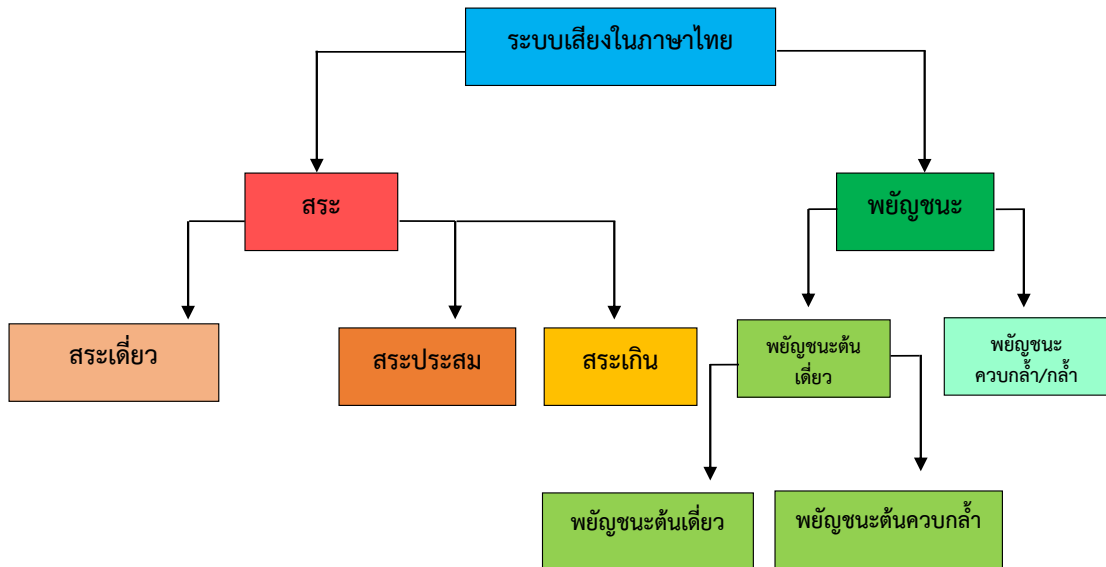 ระบบเสียงในภาษาไทย
สระ
พยัญชนะ
สระเดี่ยว
สระประสม
สระเกิน
พยัญชนะต้น
เดี่ยว
พยัญชนะ
ควบกล้ำ/กล้ำ
พยัญชนะต้นเดี่ยว
พยัญชนะต้นควบกล้ำ